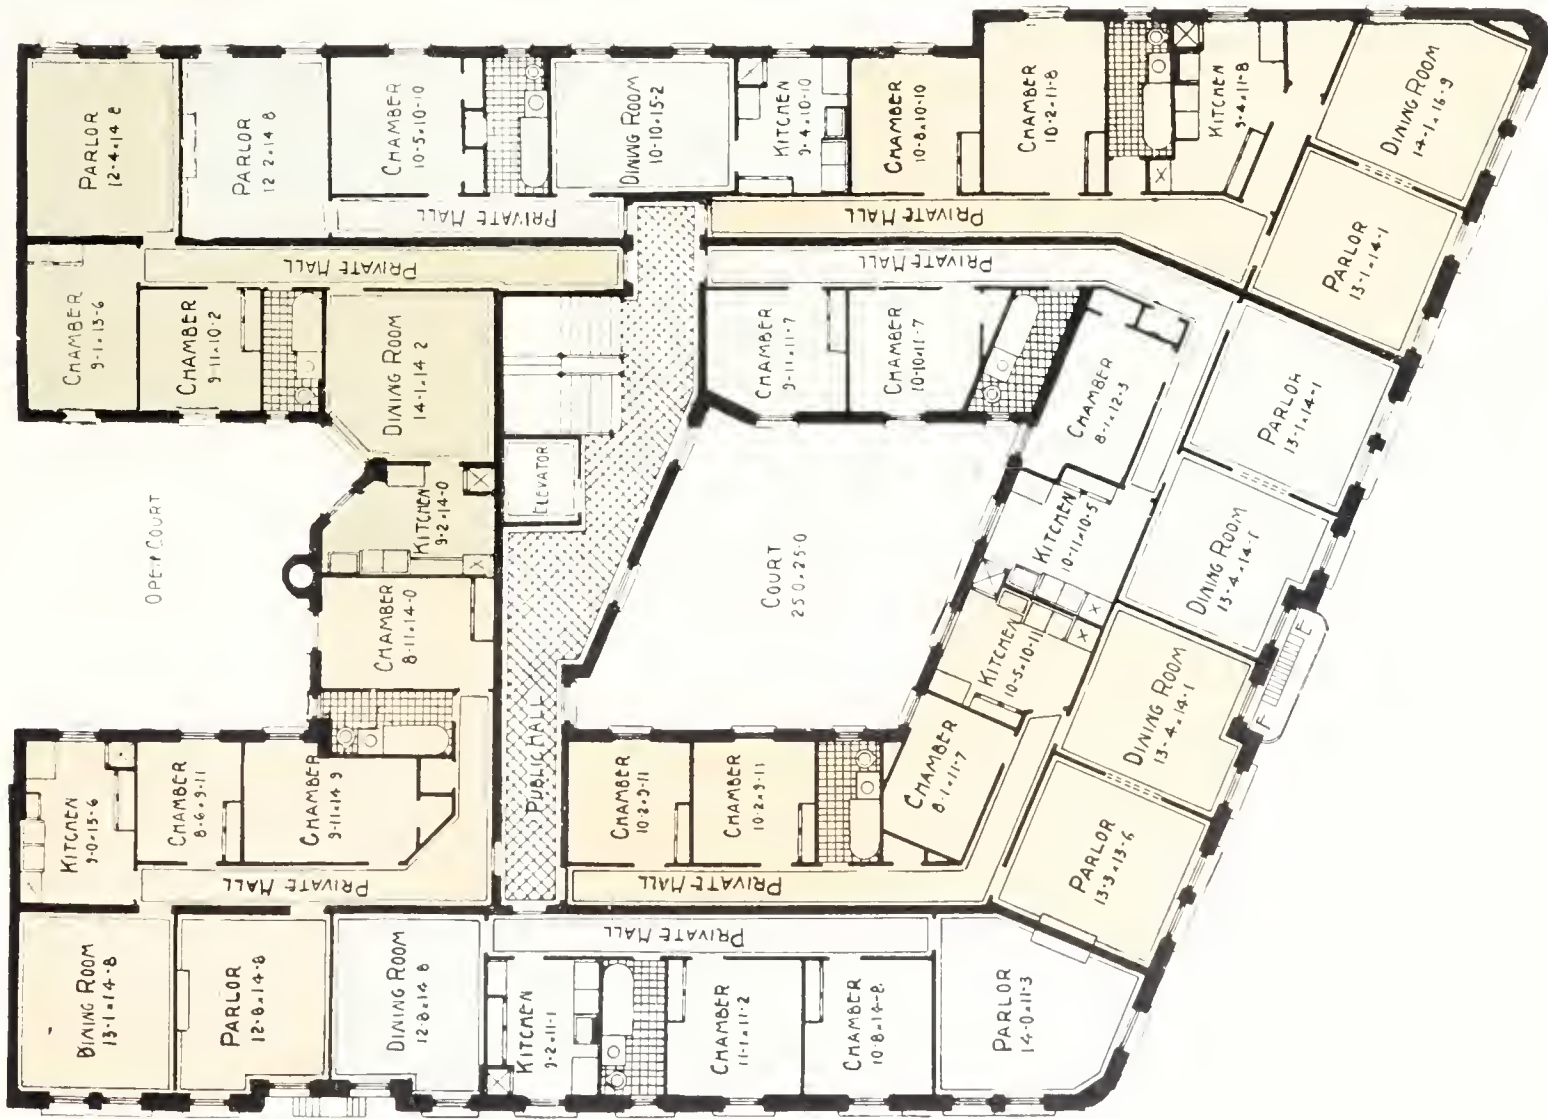 PARLOR
12-4×14-8
PARLOR
12-2×14-8
CHAMBER
10-5×10-10
DINING ROOM
10-10×15-2
KITCHEN
9-4×10-10
CHAMBER
10-8×10-10
CHAMBER
10-2×11-8
KITCHEN
9-4×11-8
DINING ROOM
14-1×16-9
PRIVATE HALL
PRIVATE HALL
PARLOR
13-1×14-1
CHAMBER
9-1×13-6
PRIVATE HALL
PRIVATE HALL
CHAMBER
9-11×10-2
DINING ROOM
14-1×14-2
CHAMBER
9-11×11-7
CHAMBER
10-10×11-7
CHAMBER
8-1×12-3
PARLOR
13-1×14-1
OPEN COURT
KITCHEN
9-2×14-0
ELEVATOR
COURT
25-0×25-0
KITCHEN
10-11×10-5
DINING ROOM
13-4×14-1
CHAMBER
8-11×14-0
KITCHEN
10-5×10-11
DINING ROOM
13-4×14-1
F E
KITCHEN
9-0×13-6
CHAMBER
8-6×9-11
CHAMBER
9-11×14-9
PUBLIC HALL
CHAMBER
10-2×9-11
CHAMBER
10-2×9-11
CHAMBER
8-1×11-7
PARLOR
13-3×13-6
PRIVATE HALL
PRIVATE HALL
DINING ROOM
13-1×14-8
PARLOR
12-8×14-8
DINING ROOM
12-8×14-8
PRIVATE HALL
KITCHEN
9-2×11-1
CHAMBER
11-1×11-2
CHAMBER
10-8×14-8
PARLOR
14-0×11-3